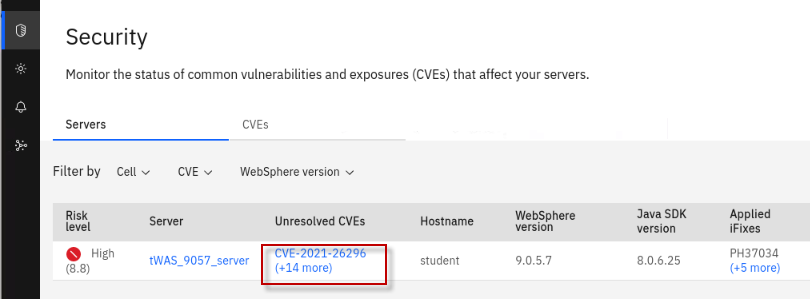 Security
Monitor the status of common vulnerabilities and exposures (CVEs) that affect your servers.
Servers CVEs
Filter by Cell CVE WebSphere version
Risk level Server Unresolved CVEs Hostname WebSphere version Java SDK version Applied iFixes
High (8.8) tWAS_9057_server CVE-2021-26296 (+14 more) student 9.0.5.7 8.0.6.25 PH37034 (+5 more)